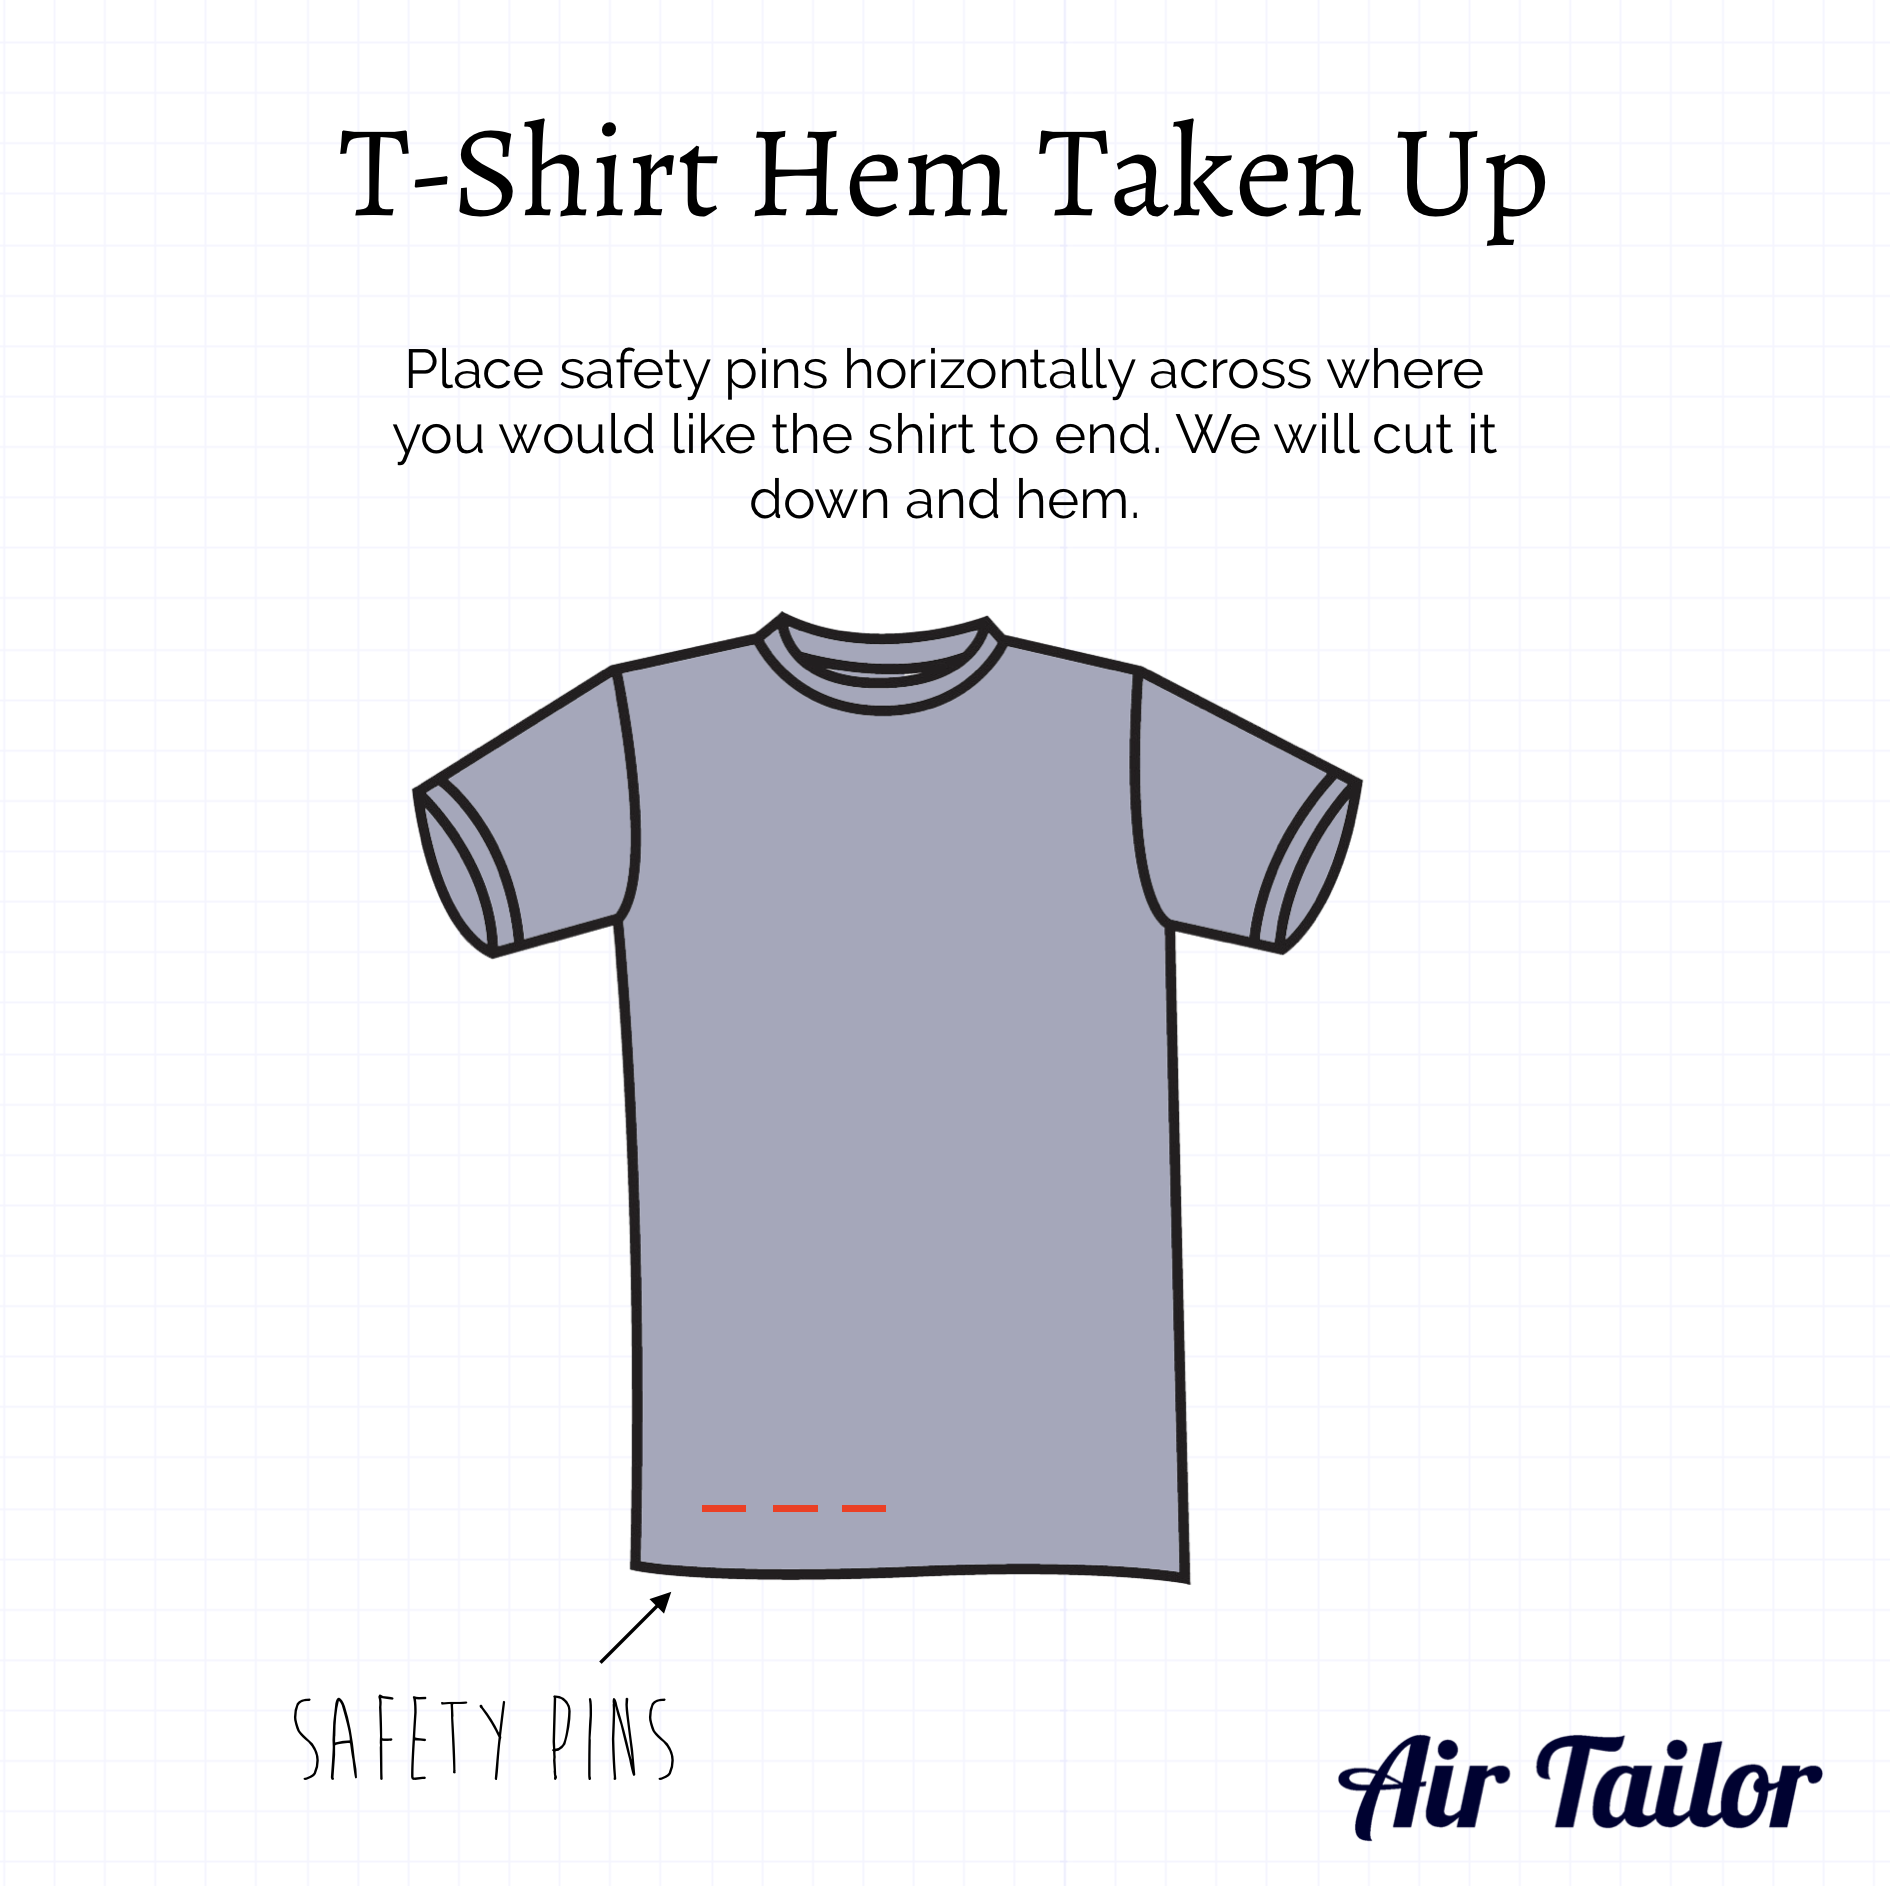 T-Shirt Hem Taken Up
Place safety pins horizontally across where
you would like the shirt to end. We will cut it
down and hem.
SAFETY PINS
Air Tailor